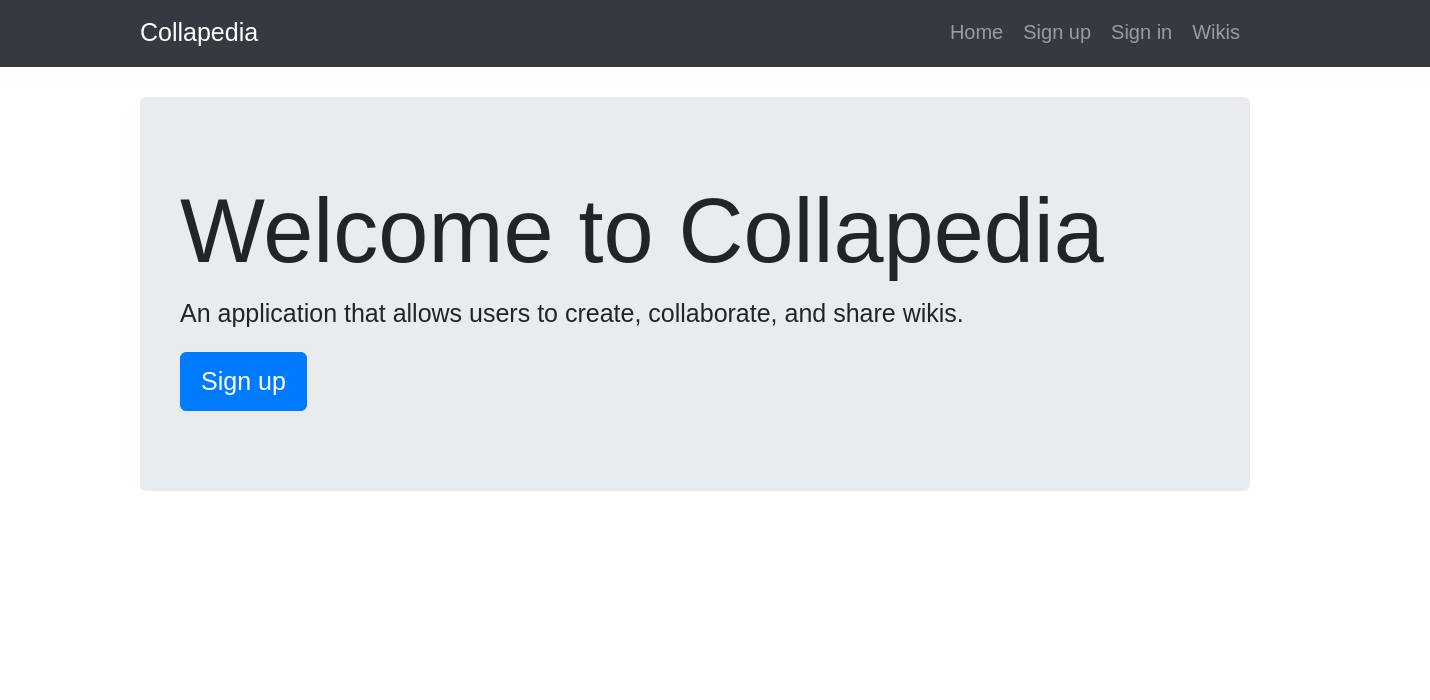 Collapedia Home Sign up Sign in Wikis
Welcome to Collapedia
An application that allows users to create, collaborate, and share wikis.
Sign up